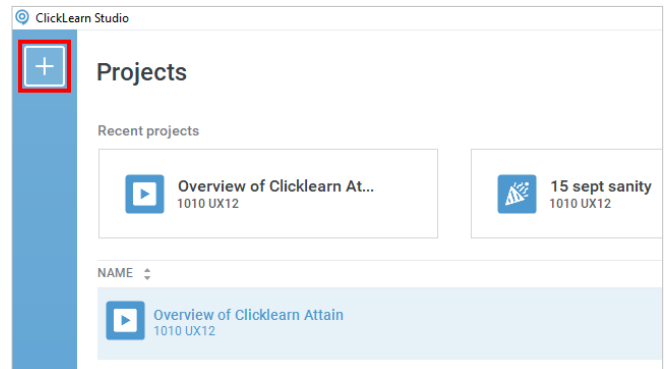 ClickLearn Studio
Projects
Recent projects
Overview of Clicklearn At...
1010 UX12
15 sept sanity
1010 UX12
NAME
Overview of Clicklearn Attain
1010 UX12